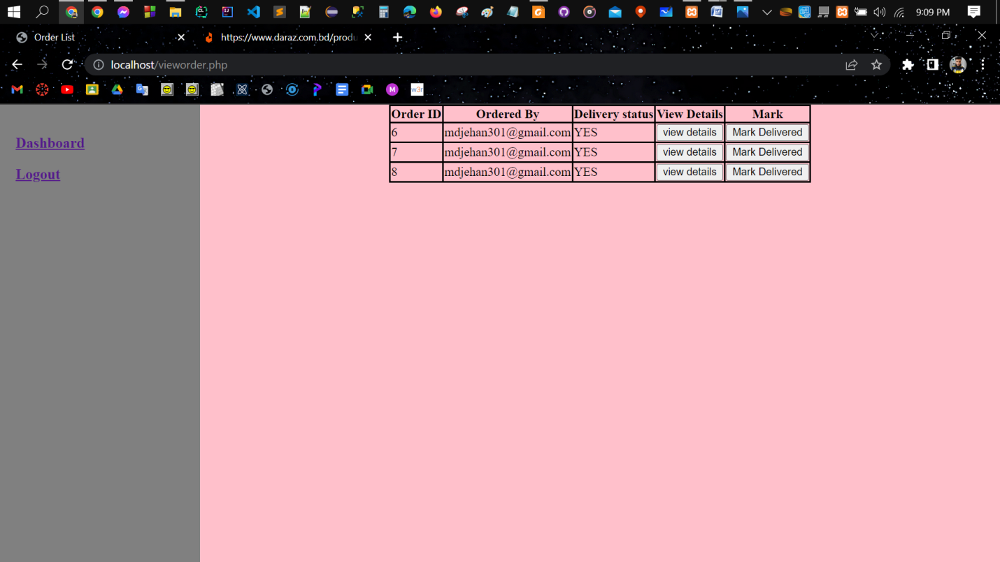 9:09 PM
Order List
https://www.daraz.com.bd/produ
localhost/vieworder.php
M
w3r
Dashboard
Logout
Order ID Ordered By Delivery status View Details Mark
6 mdjehan301@gmail.com YES view details Mark Delivered
7 mdjehan301@gmail.com YES view details Mark Delivered
8 mdjehan301@gmail.com YES view details Mark Delivered